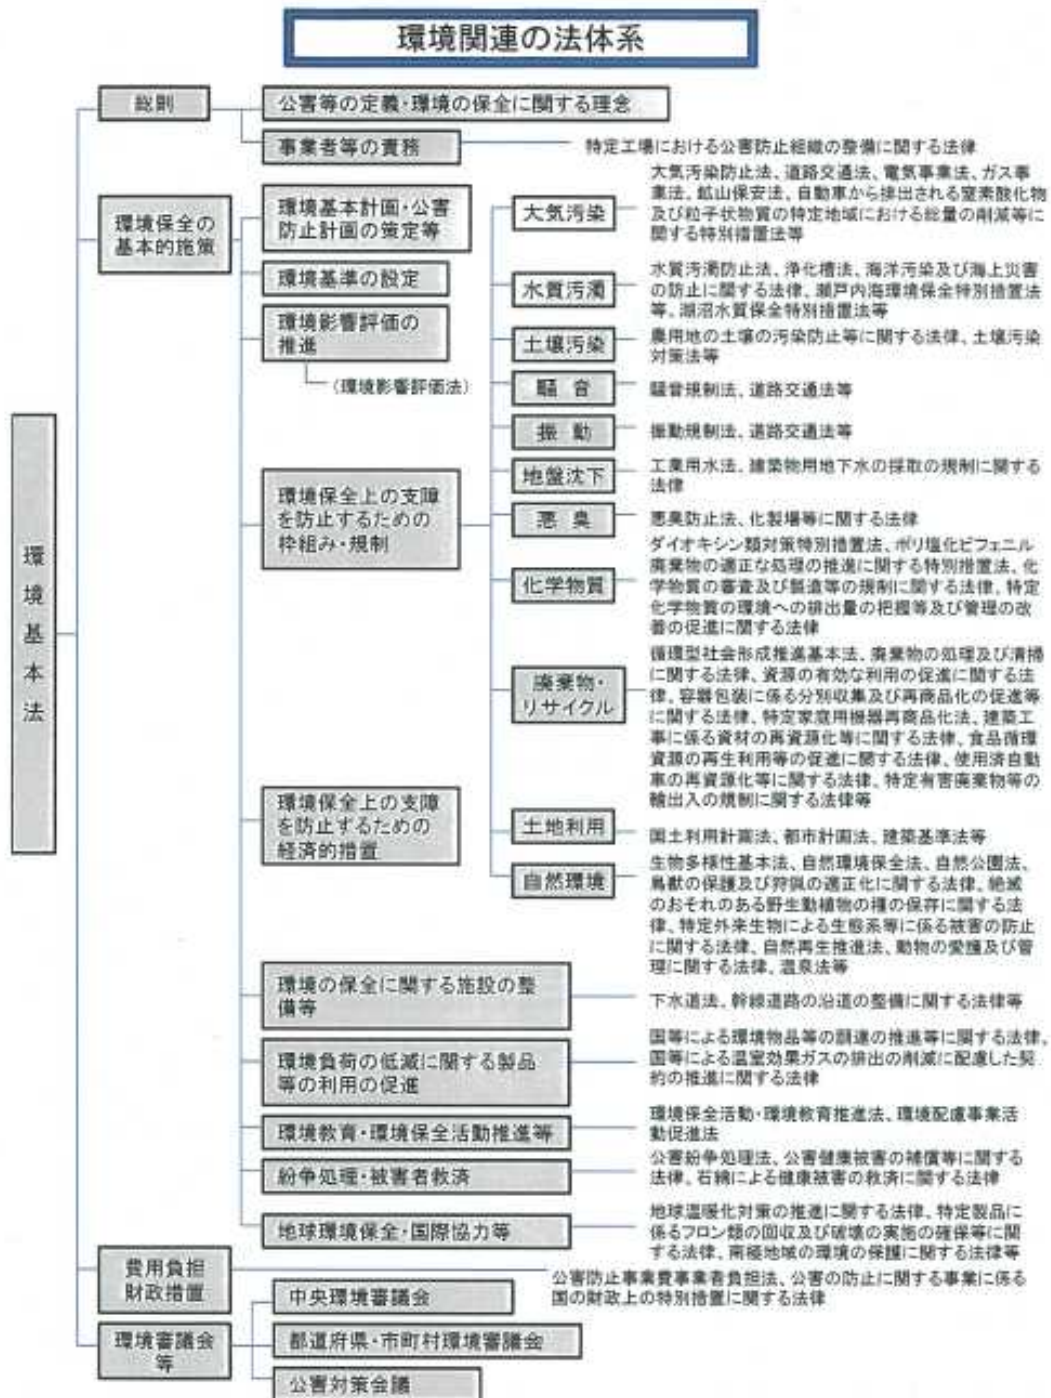 環境関連の法体系
環境基本法
総則
公害等の定義・環境の保全に関する理念
事業者等の責務
特定工場における公害防止組織の整備に関する法律
環境保全の
基本的施策
環境基本計画・公害
防止計画の策定等
環境基準の設定
環境影響評価の
推進
(環境影響評価法)
環境保全上の支障
を防止するための
枠組み・規制
大気汚染
大気汚染防止法、道路交通法、電気事業法、ガス事
業法、鉱山保安法、自動車から排出される窒素酸化物
及び粒子状物質の特定地域における総量の削減等に
関する特別措置法等
水質汚濁
水質汚濁防止法、浄化槽法、海洋汚染及び海上災害
の防止に関する法律、瀬戸内海環境保全特別措置法
等、湖沼水質保全特別措置法等
土壌汚染
農用地の土壌の汚染防止等に関する法律、土壌汚染
対策法等
騒音
騒音規制法、道路交通法等
振動
振動規制法、道路交通法等
地盤沈下
工業用水法、建築物用地下水の採取の規制に関する
法律
悪臭
悪臭防止法、化製場等に関する法律
化学物質
ダイオキシン類対策特別措置法、ポリ塩化ビフェニル
廃棄物の適正な処理の推進に関する特別措置法、化
学物質の審査及び製造等の規制に関する法律、特定
化学物質の環境への排出量の把握等及び管理の改
善の促進に関する法律
廃棄物・
リサイクル
循環型社会形成推進基本法、廃棄物の処理及び清掃
に関する法律、資源の有効な利用の促進に関する法
律、容器包装に係る分別収集及び再商品化の促進等
に関する法律、特定家庭用機器再商品化法、建築工
事に係る資材の再資源化等に関する法律、食品循環
資源の再生利用等の促進に関する法律、使用済自動
車の再資源化等に関する法律、特定有害廃棄物等の
輸出入の規制に関する法律等
土地利用
国土利用計画法、都市計画法、建築基準法等
自然環境
生物多様性基本法、自然環境保全法、自然公園法、
鳥獣の保護及び狩猟の適正化に関する法律、絶滅
のおそれのある野生動植物の種の保存に関する法
律、特定外来生物による生態系等に係る被害の防止
に関する法律、自然再生推進法、動物の愛護及び管
理に関する法律、温泉法等
環境保全上の支障
を防止するための
経済的措置
環境の保全に関する施設の整
備等
下水道法、幹線道路の沿道の整備に関する法律等
環境負荷の低減に関する製品
等の利用の促進
国等による環境物品等の調達の推進等に関する法律、
国等による温室効果ガスの排出の削減に配慮した契
約の推進に関する法律
環境教育・環境保全活動推進等
環境保全活動・環境教育推進法、環境配慮事業活
動促進法
紛争処理・被害者救済
公害紛争処理法、公害健康被害の補償等に関する
法律、石綿による健康被害の救済に関する法律
地球環境保全・国際協力等
地球温暖化対策の推進に関する法律、特定製品に
係るフロン類の回収及び破壊の実施の確保等に関
する法律、南極地域の環境の保護に関する法律等
費用負担
財政措置
公害防止事業費事業者負担法、公害の防止に関する事業に係る
国の財政上の特別措置に関する法律
環境審議会
等
中央環境審議会
都道府県・市町村環境審議会
公害対策会議